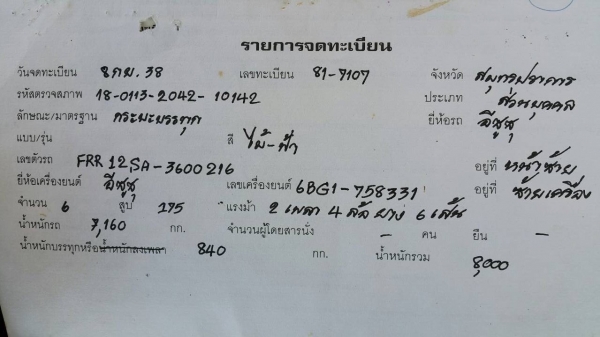 รายการจดทะเบียน
วันจดทะเบียน 8 กย. 38 เลขทะเบียน 81-7107 จังหวัด สมุทรปราการ
รหัสตรวจสภาพ 18-0113-2042-10142 ประเภท ส่วนบุคคล
ลักษณะ/มาตรฐาน กระบะบรรทุก ยี่ห้อรถ อีซูซุ
แบบ/รุ่น สี ไม้-ฟ้า
เลขตัวรถ FRR 12SA-3600216 อยู่ที่ หน้าซ้าย
ยี่ห้อเครื่องยนต์ อีซูซุ เลขเครื่องยนต์ 6BG1-758331 อยู่ที่ ซ้ายเครื่อง
จำนวน 6 สูบ 175 แรงม้า 2 เพลา 4 ล้อ ยาง 6 เส้น
น้ำหนักรถ 7,160 กก. จำนวนผู้โดยสารนั่ง - คน ยืน -
น้ำหนักบรรทุกหรือน้ำหนักลงเพลา 840 กก. น้ำหนักรวม 8,000